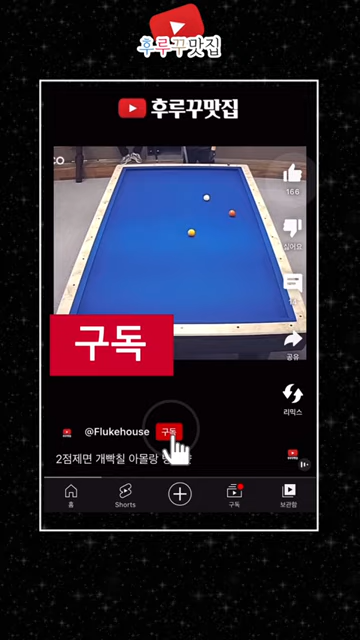 후루꾸맛집
후루꾸맛집
166
싫어요
공유
구독
리믹스
@Flukehouse
구독
2점제면 개빡칠 아몰랑
홈
Shorts
구독
보관함